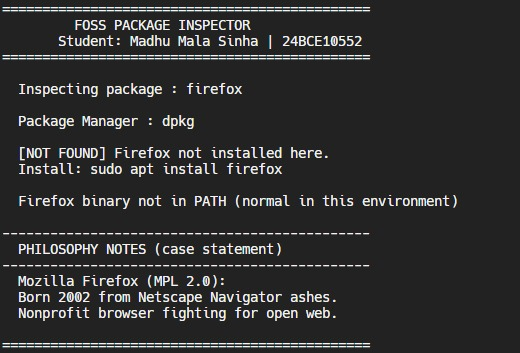 ==============================================
FOSS PACKAGE INSPECTOR
Student: Madhu Mala Sinha | 24BCE10552
==============================================
Inspecting package : firefox
Package Manager : dpkg
[NOT FOUND] Firefox not installed here.
Install: sudo apt install firefox
Firefox binary not in PATH (normal in this environment)
----------------------------------------------
PHILOSOPHY NOTES (case statement)
----------------------------------------------
Mozilla Firefox (MPL 2.0):
Born 2002 from Netscape Navigator ashes.
Nonprofit browser fighting for open web.
==============================================